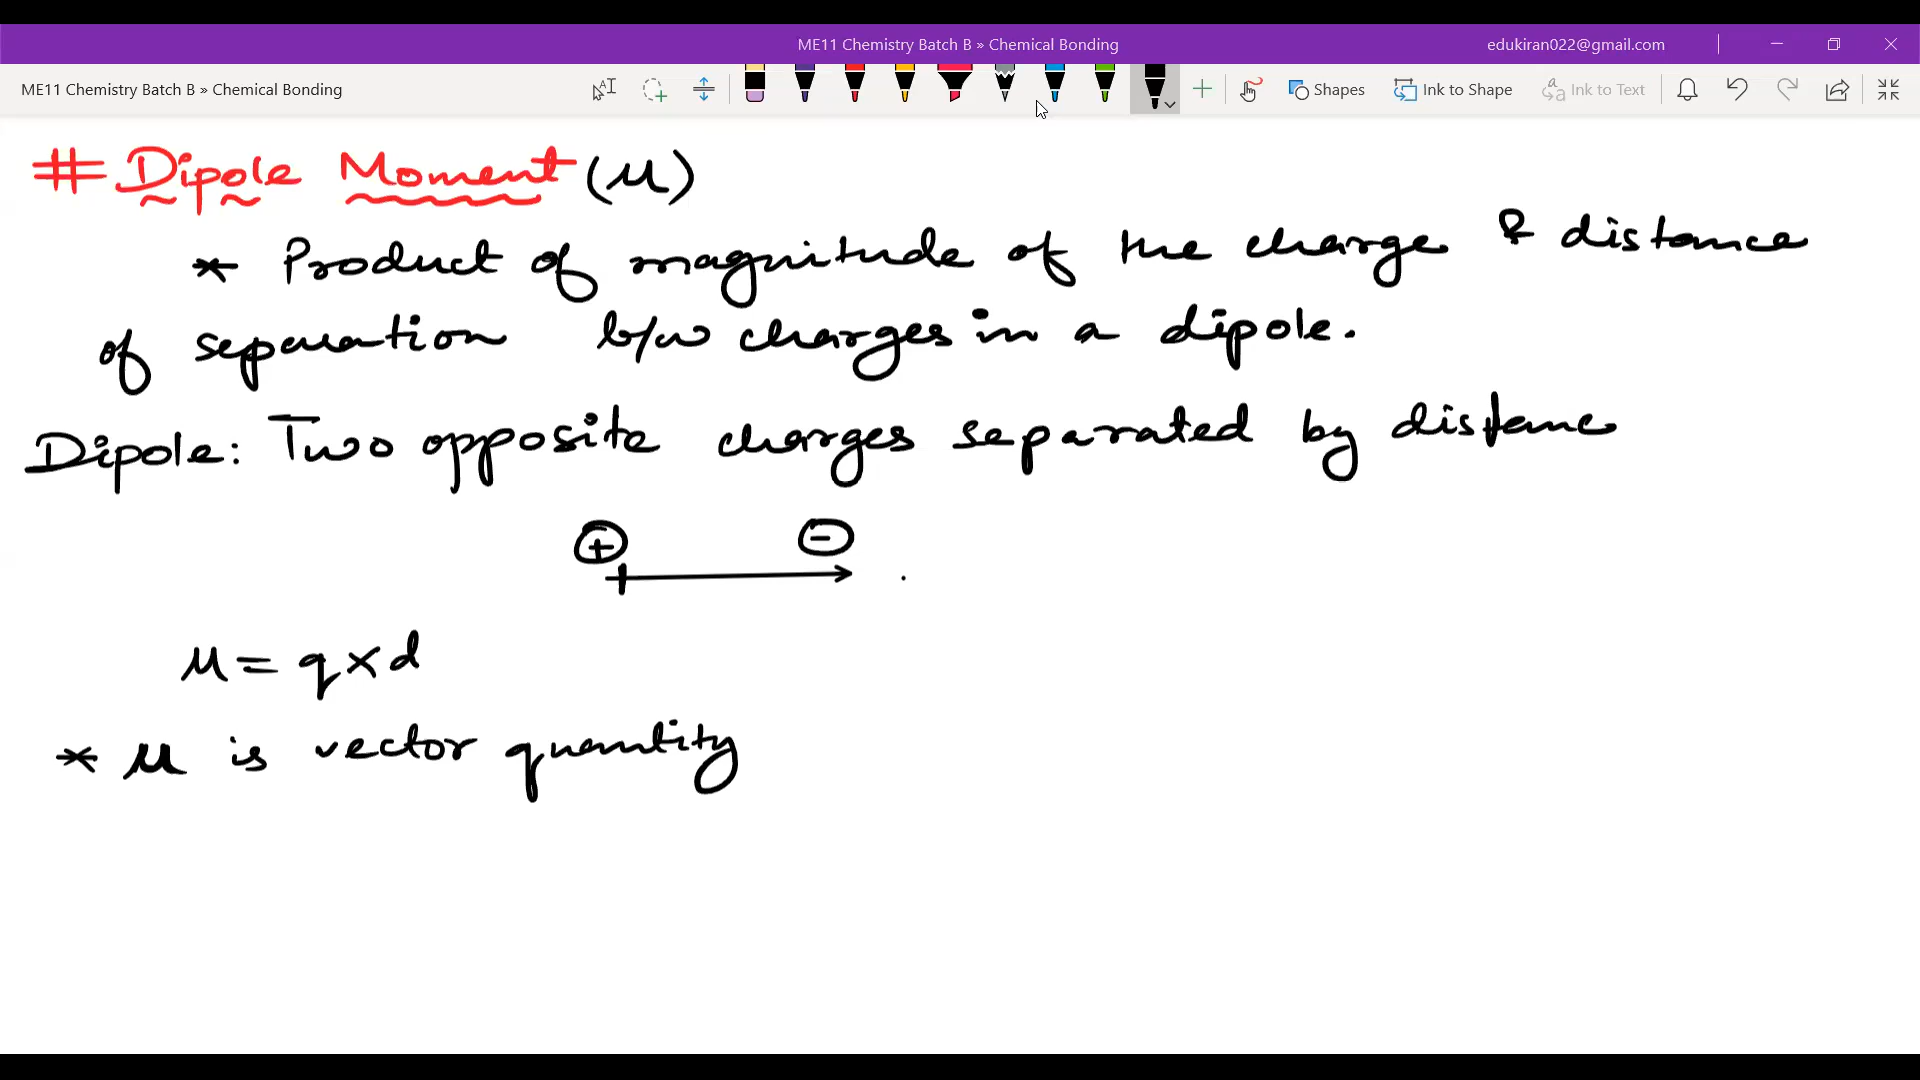 ME11 Chemistry Batch B » Chemical Bonding
edukiran022@gmail.com
ME11 Chemistry Batch B » Chemical Bonding
Shapes
Ink to Shape
Ink to Text
# Dipole Moment (μ)
* Product of magnitude of the charge & distance
of separation b/w charges in a dipole.
Dipole: Two opposite charges separated by distance
+ -
μ = q × d
* μ is vector quantity